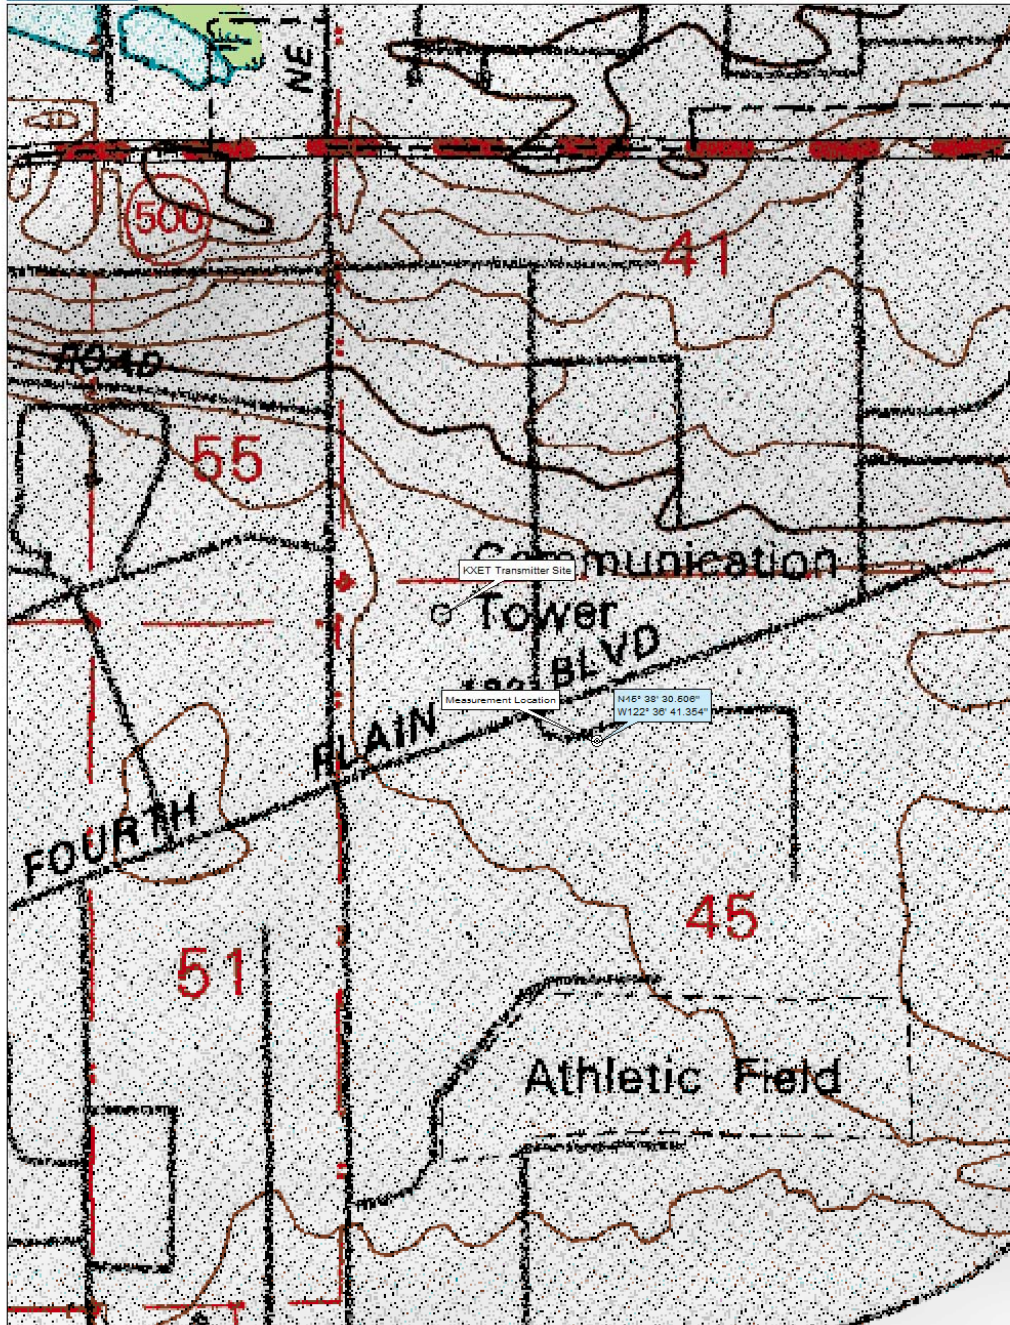 NE
500
41
ROAD
55
Communication
KXET Transmitter Site
Tower
BLVD
Measurement Location
N45° 38' 30.506"
W122° 36' 41.354"
PLAIN
FOURTH
45
51
Athletic Field